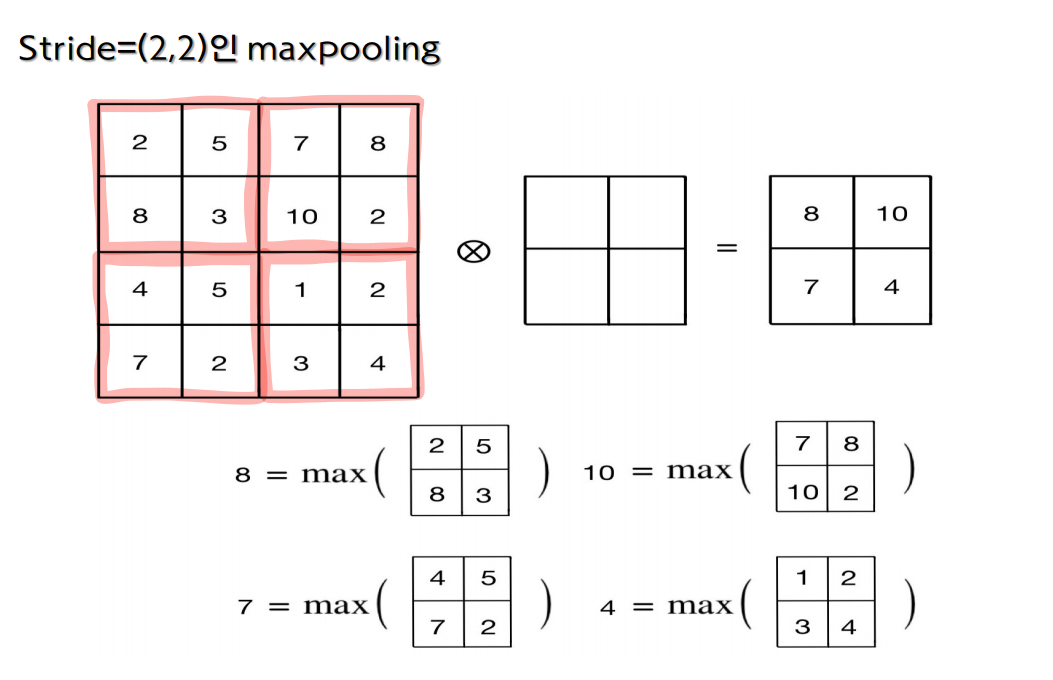 Stride=(2,2)인 maxpooling
2 5 7 8
8 3 10 2
4 5 1 2
7 2 3 4
⊗
=
8 10
7 4
8 = max(
2 5
8 3
)
10 = max(
7 8
10 2
)
7 = max(
4 5
7 2
)
4 = max(
1 2
3 4
)